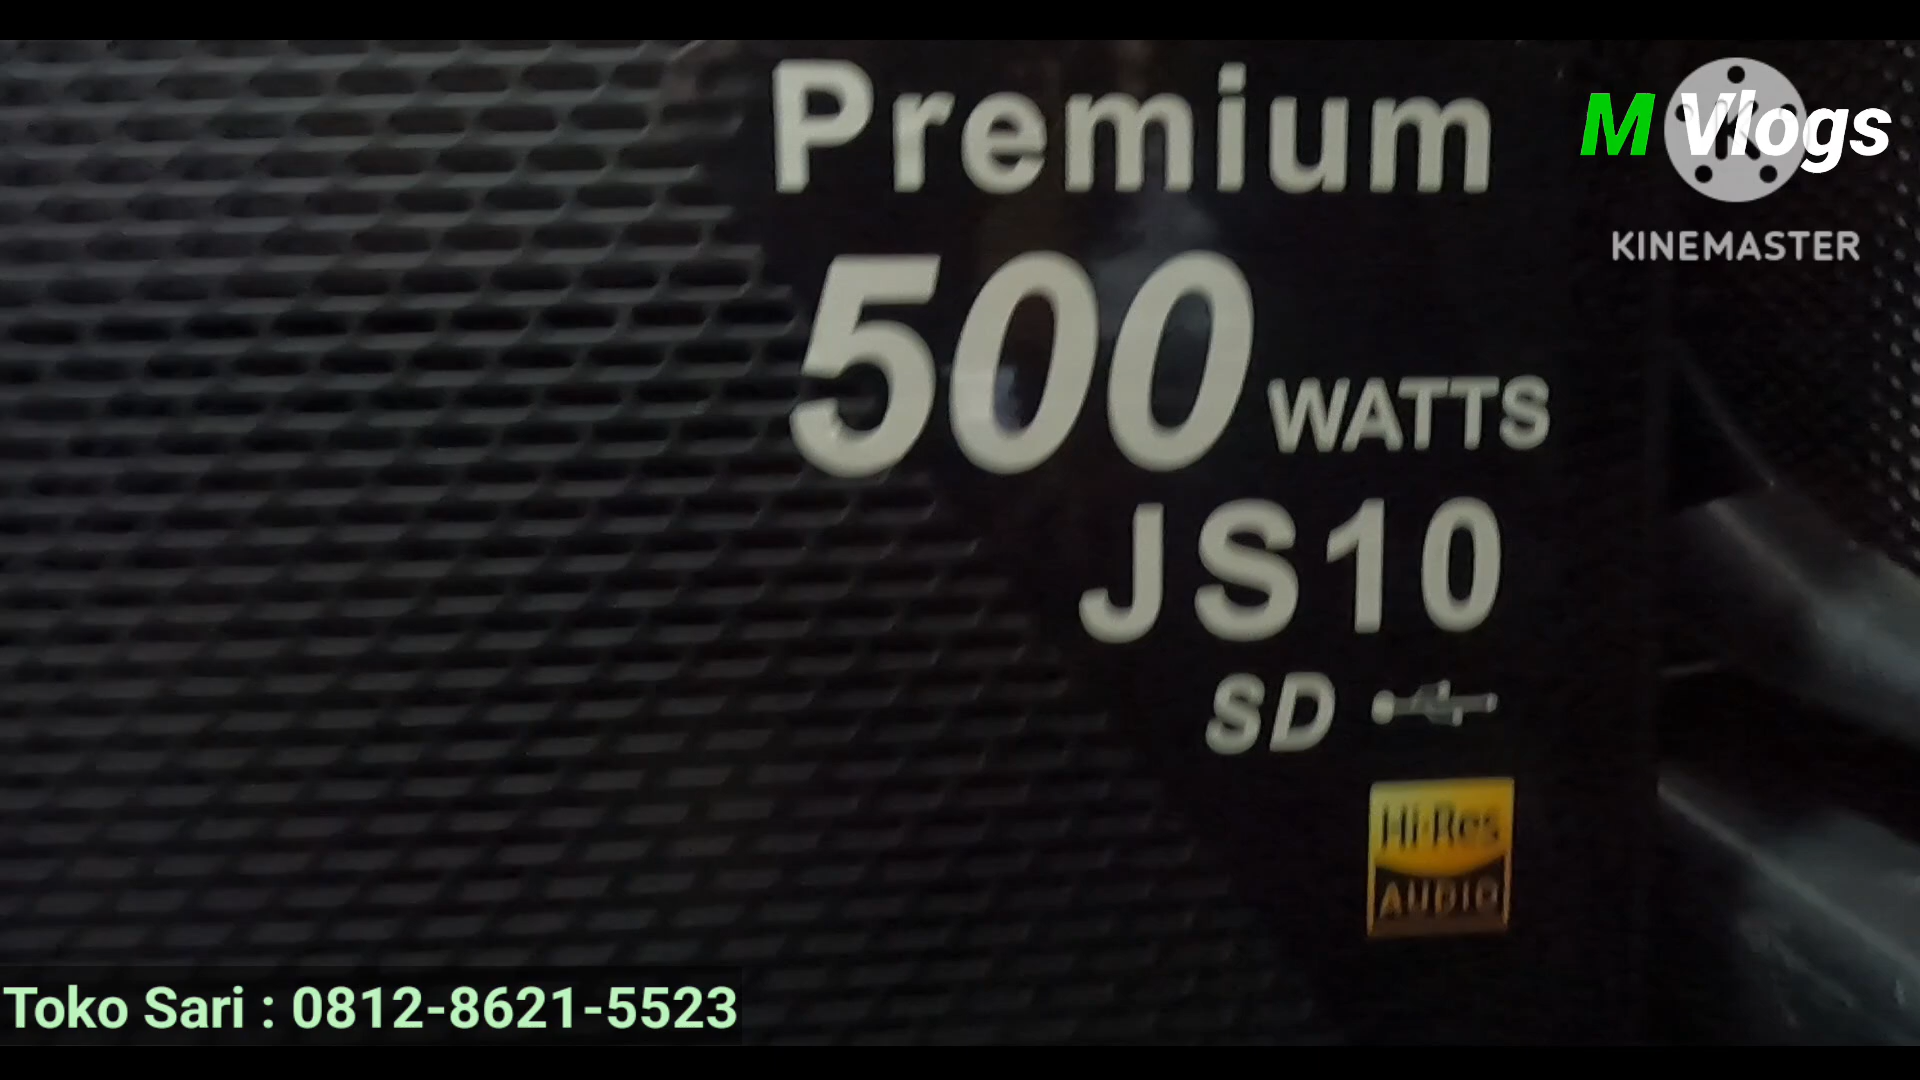 Premium
M Vlogs
KINEMASTER
500 WATTS
JS10
SD
Hi-Res
AUDIO
Toko Sari : 0812-8621-5523